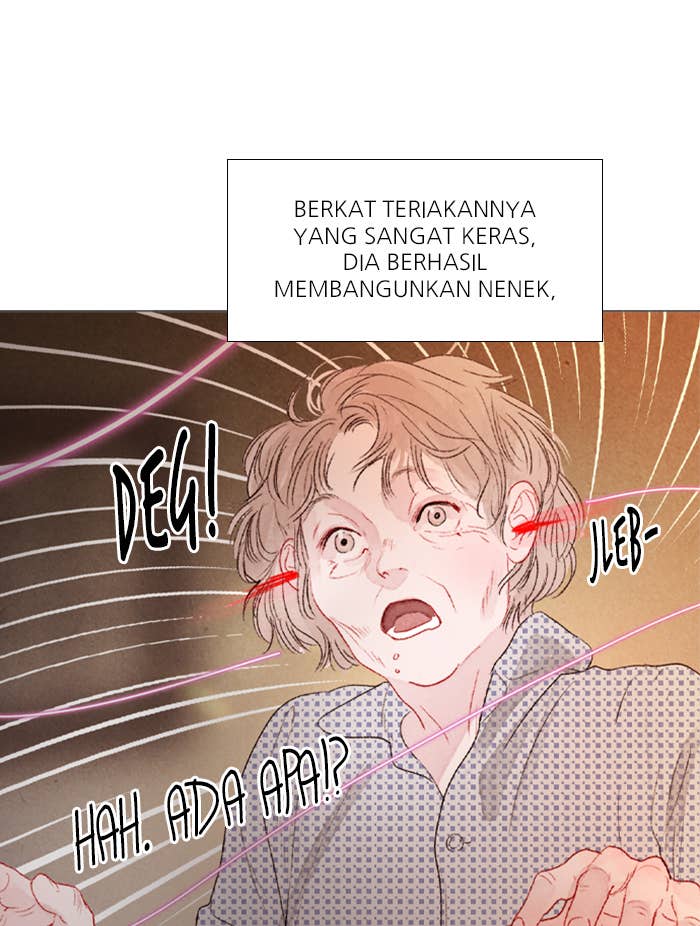 BERKAT TERIAKANNYA
YANG SANGAT KERAS,
DIA BERHASIL
MEMBANGUNKAN NENEK,
DEG!
JLEB-
HAH. ADA APA!?